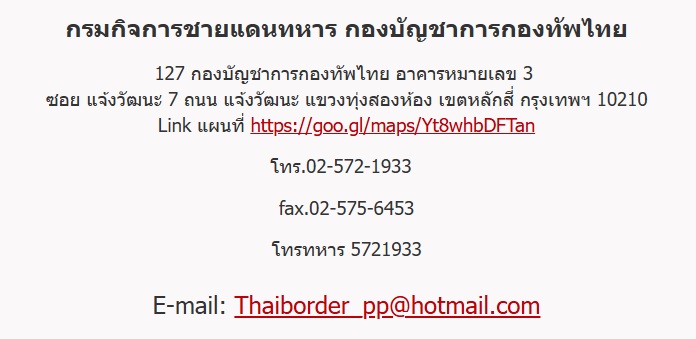 กรมกิจการชายแดนทหาร กองบัญชาการกองทัพไทย
127 กองบัญชาการกองทัพไทย อาคารหมายเลข 3
ซอย แจ้งวัฒนะ 7 ถนน แจ้งวัฒนะ แขวงทุ่งสองห้อง เขตหลักสี่ กรุงเทพฯ 10210
Link แผนที่ https://goo.gl/maps/Yt8whbDFTan
โทร.02-572-1933
fax.02-575-6453
โทรทหาร 5721933
E-mail: Thaiborder_pp@hotmail.com